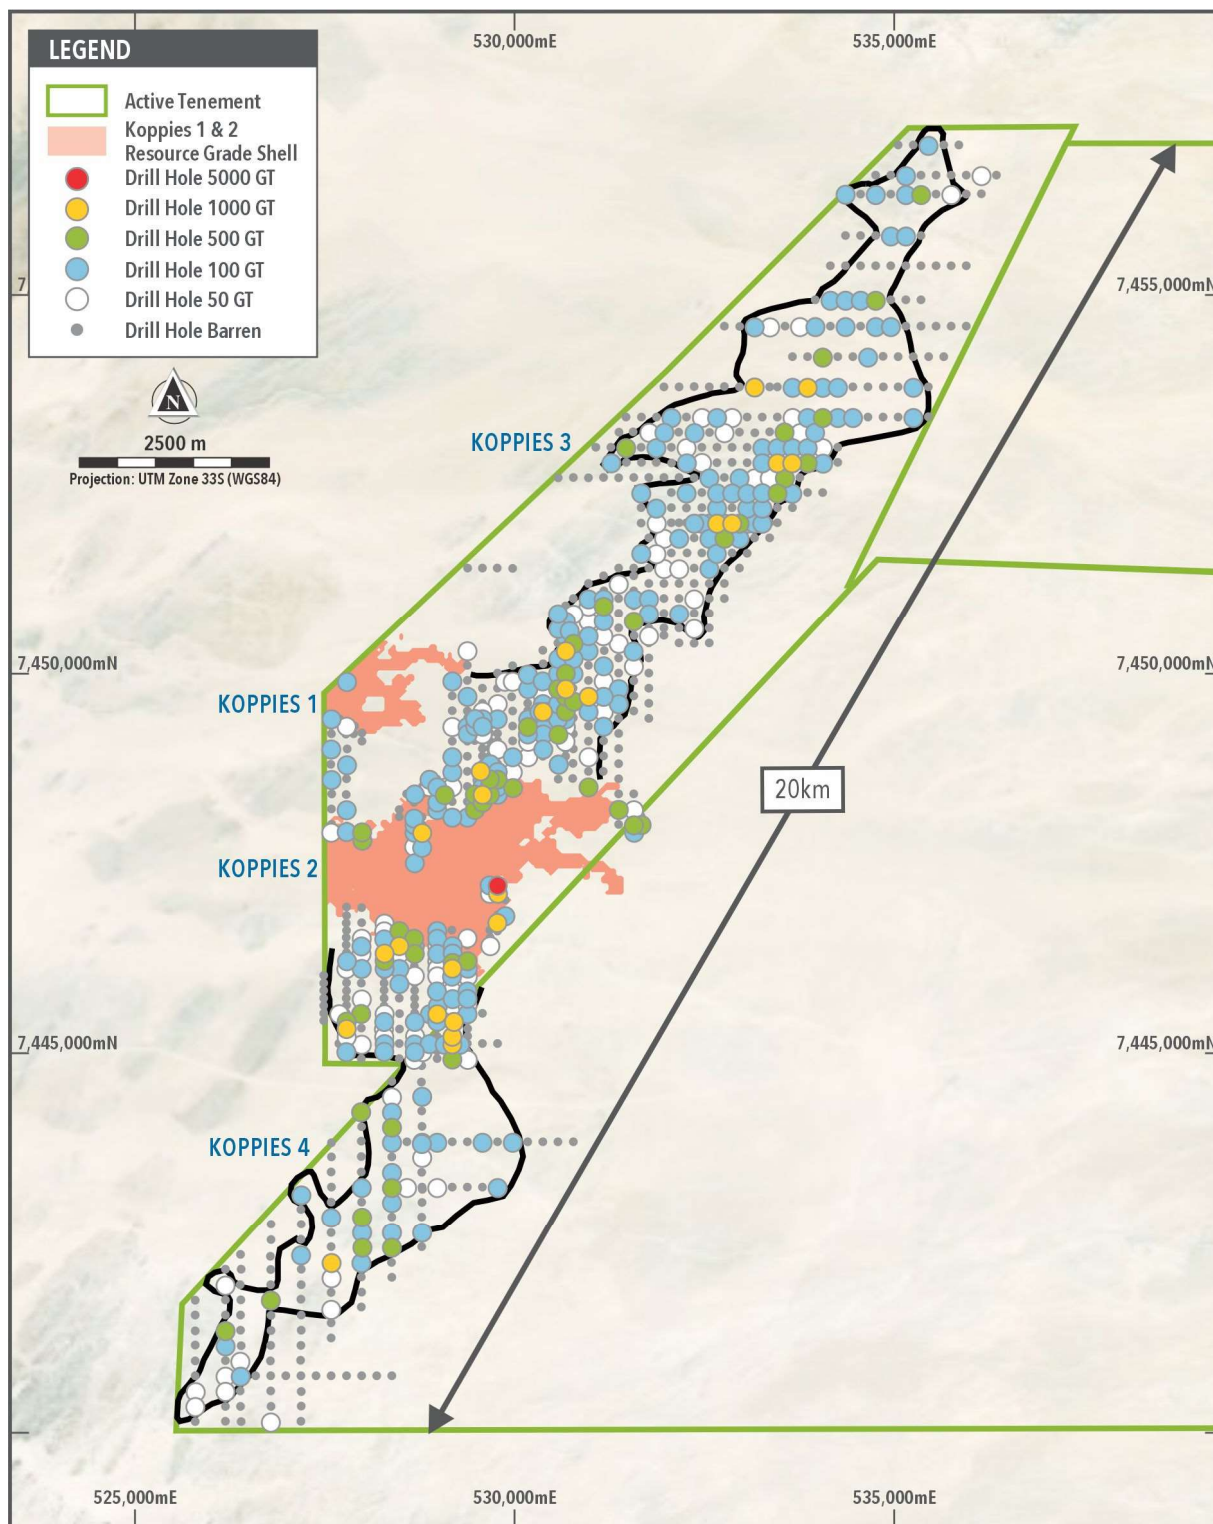 530,000mE
535,000mE
LEGEND
Active Tenement
Koppies 1 & 2
Resource Grade Shell
Drill Hole 5000 GT
Drill Hole 1000 GT
Drill Hole 500 GT
Drill Hole 100 GT
Drill Hole 50 GT
Drill Hole Barren
7
7,455,000mN
N
2500 m
Projection: UTM Zone 33S (WGS84)
KOPPIES 3
7,450,000mN
7,450,000mN
KOPPIES 1
20km
KOPPIES 2
7,445,000mN
7,445,000mN
KOPPIES 4
525,000mE
530,000mE
535,000mE